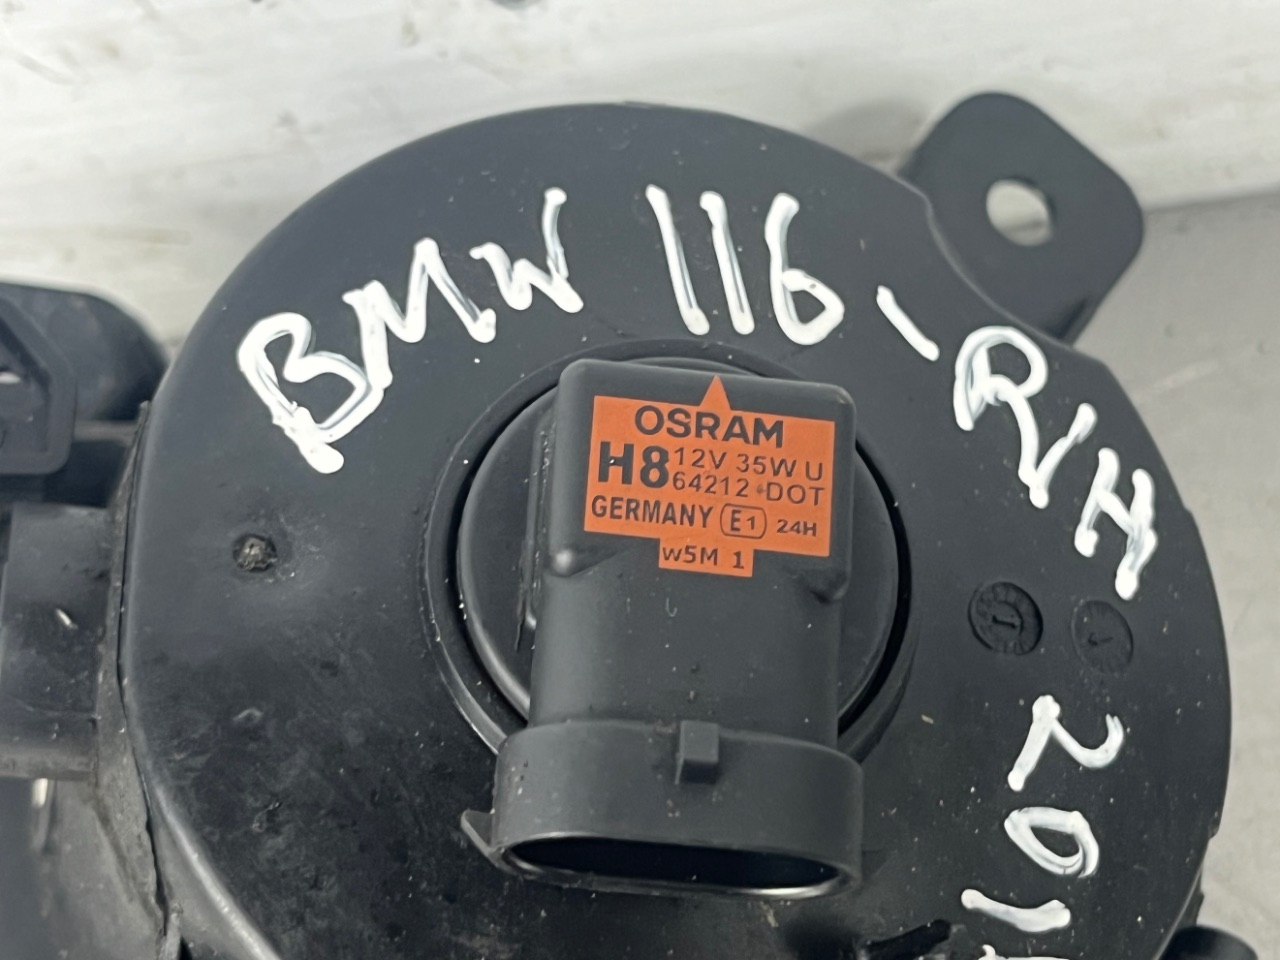 BMW 116-RH 201
OSRAM
H8 12V 35W U
64212 DOT
GERMANY E1 24H
W5M 1